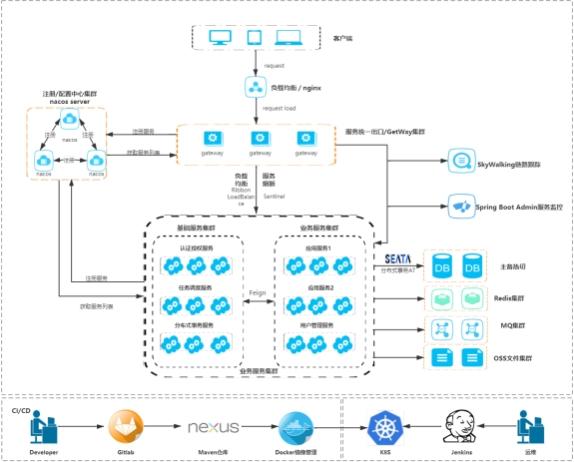 客户端
request
负载均衡 / nginx
request load
注册/配置中心集群
nacos server
nacos
注册
注册
注册
nacos
nacos
注册服务
获取服务列表
服务统一出口/GetWay集群
gateway
gateway
gateway
SkyWalking链路跟踪
Spring Boot Admin服务监控
负载
均衡
Ribbon
LoadBalan
ce
服务
熔断
Sentinel
基础服务集群
业务服务集群
认证授权服务
应用服务1
任务调度服务
应用服务2
分布式事务服务
用户管理服务
业务服务集群
Feign
注册服务
获取服务列表
SEATA
分布式事务AT
DB
DB
主备热切
Redis集群
MQ集群
OSS文件集群
CI/CD
Developer
Gitlab
nexus
Maven仓库
Docker镜像管理
K8S
Jenkins
运维